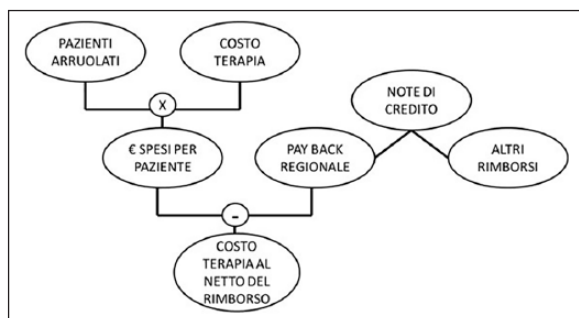 PAZIENTI
ARRUOLATI
COSTO
TERAPIA
X
NOTE DI
CREDITO
€ SPESI PER
PAZIENTE
PAY BACK
REGIONALE
ALTRI
RIMBORSI
-
COSTO
TERAPIA AL
NETTO DEL
RIMBORSO